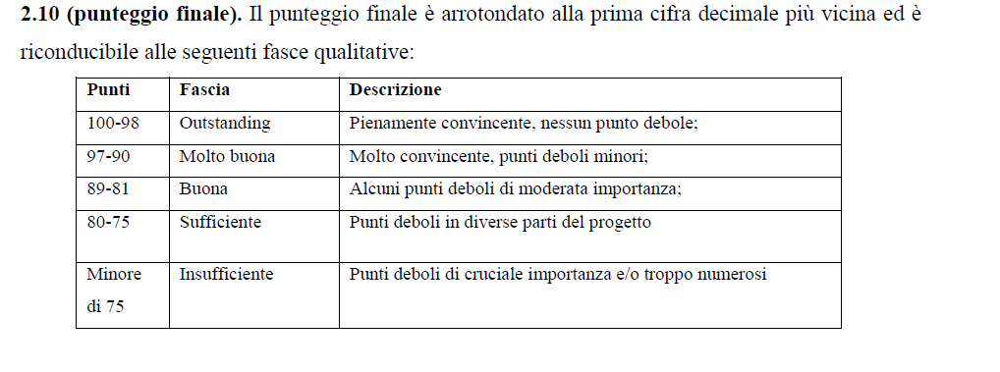 2.10 (punteggio finale). Il punteggio finale è arrotondato alla prima cifra decimale più vicina ed è
riconducibile alle seguenti fasce qualitative:
Punti Fascia Descrizione
100-98 Outstanding Pienamente convincente, nessun punto debole;
97-90 Molto buona Molto convincente, punti deboli minori;
89-81 Buona Alcuni punti deboli di moderata importanza;
80-75 Sufficiente Punti deboli in diverse parti del progetto
Minore Insufficiente Punti deboli di cruciale importanza e/o troppo numerosi
di 75